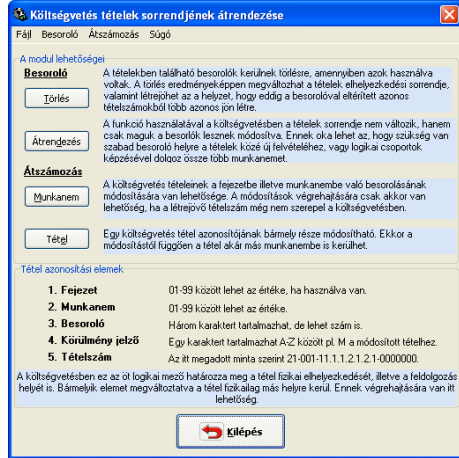 Költségvetés tételek sorrendjének átrendezése
Fájl Besoroló Átszámozás Súgó
A modul lehetőségei
Besoroló
A tételekben található besorolók kerülnek törlésre, amennyiben azok használva
voltak. A törlés eredményeképpen megváltozhat a tételek elhelyezkedési sorrendje,
valamint létrejöhet az a helyzet, hogy eddig a besorolóval eltérített azonos
tételszámokból több azonos jön létre.
Törlés
A funkció használatával a költségvetésben a tételek sorrendje nem változik, hanem
csak maguk a besorlók lesznek módosítva. Ennek oka lehet az, hogy szükség van
szabad besoroló helyre a tételek közé új felvételéhez, vagy logikai csoportok
képzésével dolgoz össze több munkanemet.
Átrendezés
Átszámozás
A költségvetés tételeinek a fejezetbe illetve munkanembe való besorolásának
módosítására van lehetősége. A módosítások végrehajtására csak akkor van
lehetőség, ha a létrejövő tételszám még nem szerepel a költségvetésben.
Munkanem
Egy költségvetés tétel azonosítójának bármely része módosítható. Ekkor a
módosítástól függően a tétel akár más munkanembe is kerülhet.
Tétel
Tétel azonosítási elemek
1. Fejezet 01-99 között lehet az értéke, ha használva van.
2. Munkanem 01-99 között lehet az értéke.
3. Besoroló Három karaktert tartalmazhat, de lehet szám is.
4. Körülmény jelző Egy karaktert tartalmazhat A-Z között pl. M a módosított tételhez.
5. Tételszám Az itt megadott minta szerint 21-001-11.1.1.2.1.2.1-0000000.
A költségvetésben ez az öt logikai mező határozza meg a tétel fizikai elhelyezkedését, illetve a feldolgozás
helyét is. Bármelyik elemet megváltoztatva a tétel fizikailag más helyre kerül. Ennek végrehajtására van itt
lehetőség.
Kilépés